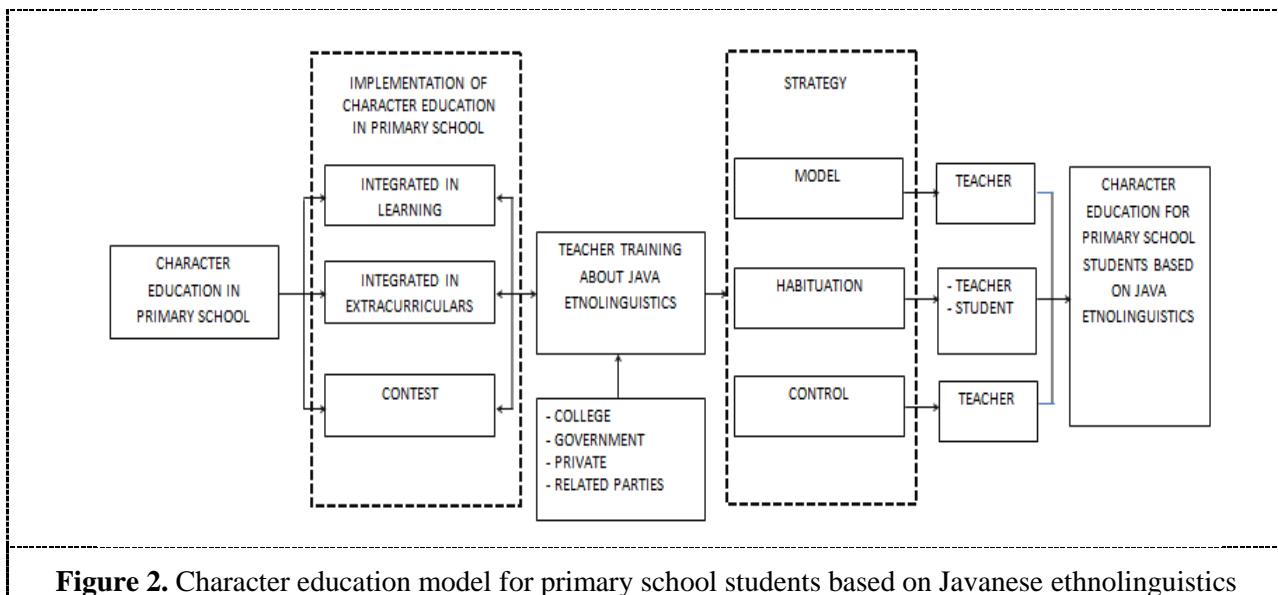 CHARACTER
EDUCATION IN
PRIMARY SCHOOL
IMPLEMENTATION OF
CHARACTER EDUCATION
IN PRIMARY SCHOOL
INTEGRATED IN
LEARNING
INTEGRATED IN
EXTRACURRICULARS
CONTEST
TEACHER TRAINING
ABOUT JAVA
ETNOLINGUISTICS
- COLLEGE
- GOVERNMENT
- PRIVATE
- RELATED PARTIES
STRATEGY
MODEL
HABITUATION
CONTROL
TEACHER
- TEACHER
- STUDENT
TEACHER
CHARACTER
EDUCATION FOR
PRIMARY SCHOOL
STUDENTS BASED
ON JAVA
ETNOLINGUISTICS
Figure 2. Character education model for primary school students based on Javanese ethnolinguistics